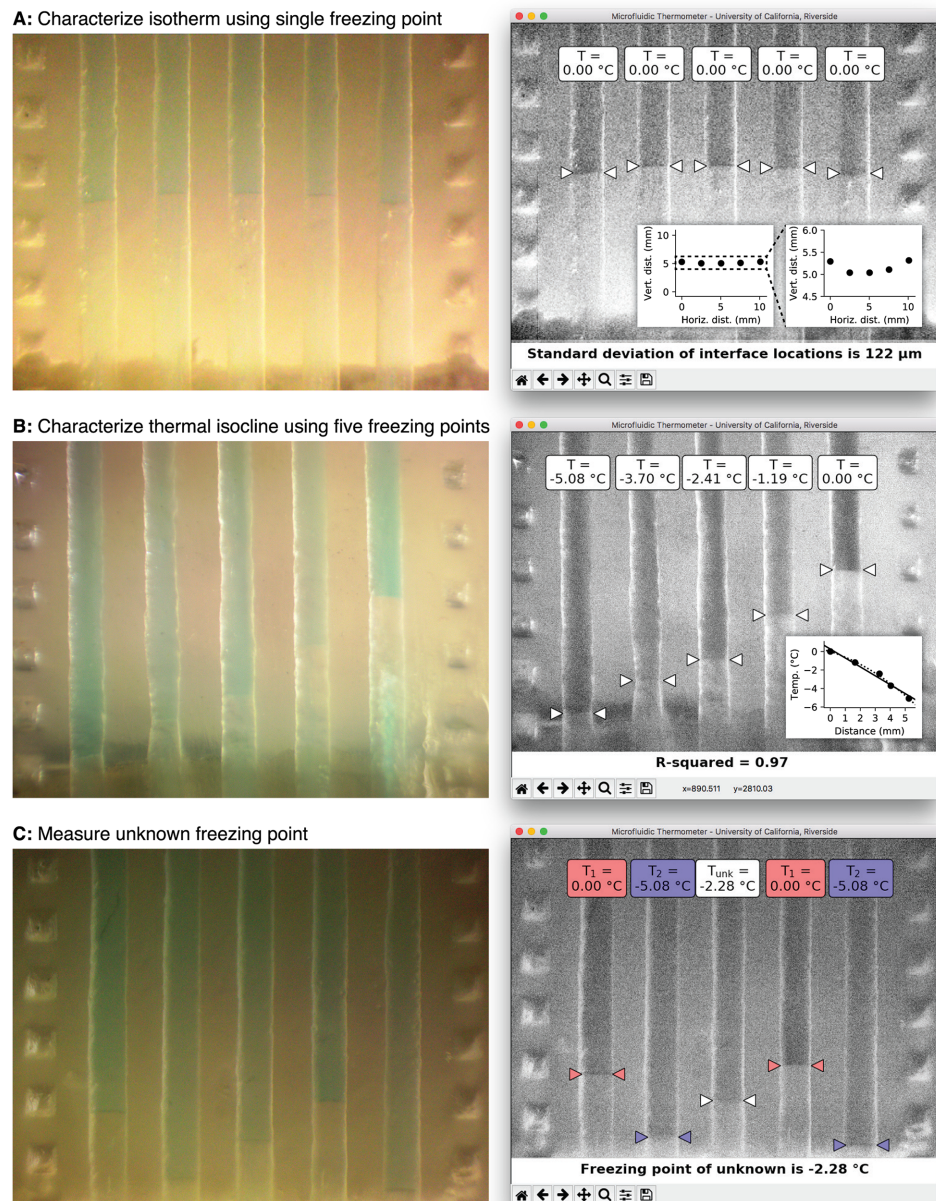 A: Characterize isotherm using single freezing point
Microfluidic Thermometer - University of California, Riverside
T =
0.00 °C
T =
0.00 °C
T =
0.00 °C
T =
0.00 °C
T =
0.00 °C
Vert. dist. (mm)
10
5
0
0
5
10
Horiz. dist. (mm)
Vert. dist. (mm)
6.0
5.0
4.5
0
5
10
Horiz. dist. (mm)
Standard deviation of interface locations is 122 µm
B: Characterize thermal isocline using five freezing points
Microfluidic Thermometer - University of California, Riverside
T =
-5.08 °C
T =
-3.70 °C
T =
-2.41 °C
T =
-1.19 °C
T =
0.00 °C
Temp. (°C)
0
−2
−4
−6
0 1 2 3 4 5
Distance (mm)
R-squared = 0.97
x=890.511 y=2810.03
C: Measure unknown freezing point
Microfluidic Thermometer - University of California, Riverside
T1 =
0.00 °C
T2 =
-5.08 °C
Tunk =
-2.28 °C
T1 =
0.00 °C
T2 =
-5.08 °C
Freezing point of unknown is -2.28 °C